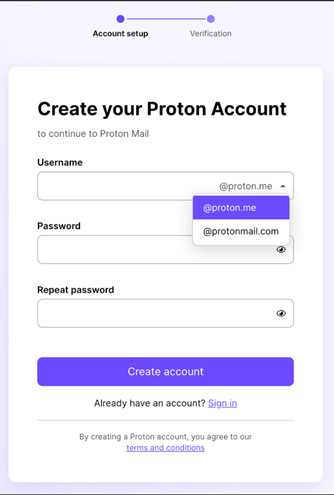 Account setup
Verification
Create your Proton Account
to continue to Proton Mail
Username
@proton.me
@proton.me
@protonmail.com
Password
Repeat password
Create account
Already have an account? Sign in
By creating a Proton account, you agree to our
terms and conditions